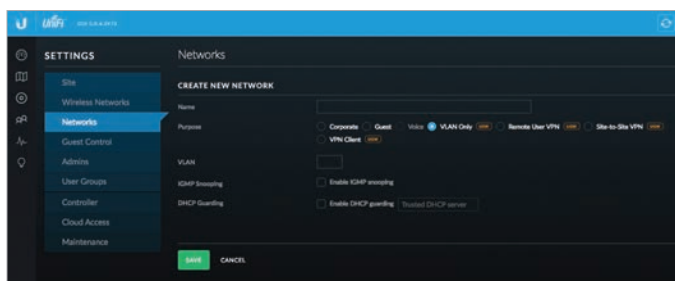 UniFi
SETTINGS
Site
Wireless Networks
Networks
Guest Control
Admins
User Groups
Controller
Cloud Access
Maintenance
Networks
CREATE NEW NETWORK
Name
Purpose
Corporate Guest Voice VLAN Only Remote User VPN Site-to-Site VPN
VPN Client
VLAN
IGMP Snooping Enable IGMP snooping
DHCP Guarding Enable DHCP guarding Trusted DHCP server
SAVE CANCEL